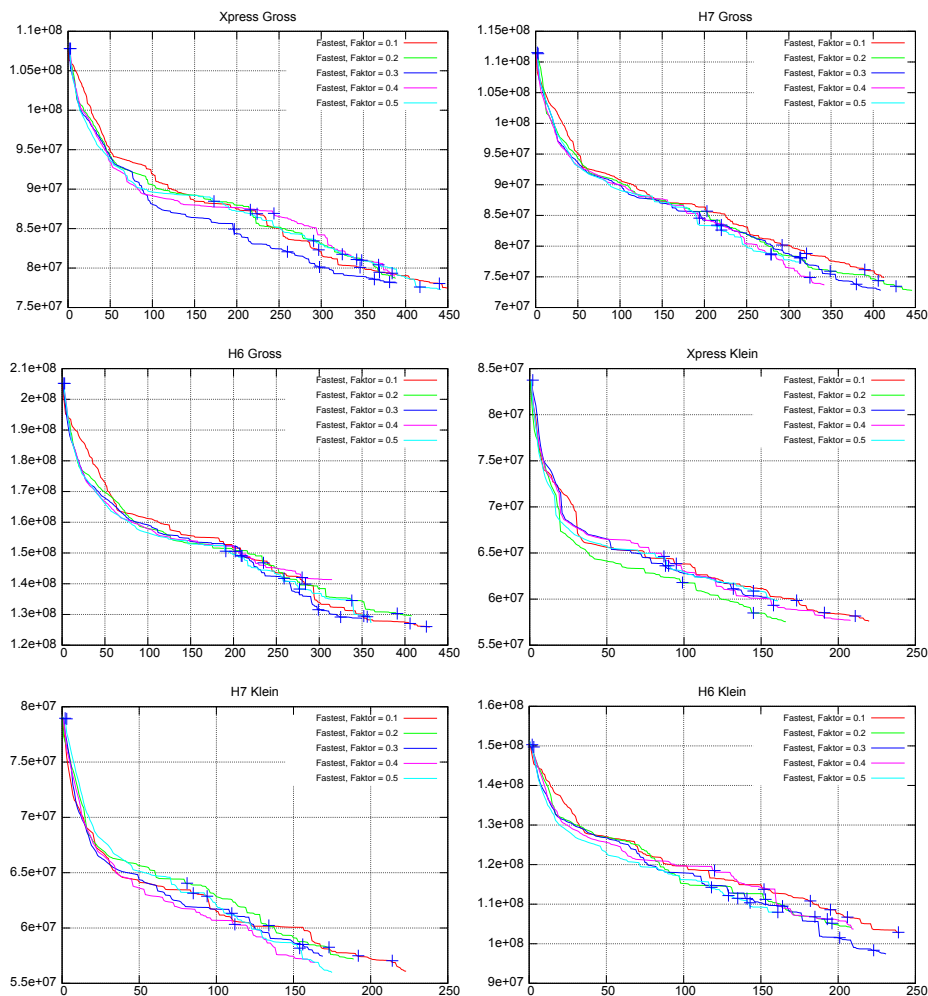 Xpress Gross
1.1e+08
1.05e+08
1e+08
9.5e+07
9e+07
8.5e+07
8e+07
7.5e+07
0 50 100 150 200 250 300 350 400 450
Fastest, Faktor = 0.1
Fastest, Faktor = 0.2
Fastest, Faktor = 0.3
Fastest, Faktor = 0.4
Fastest, Faktor = 0.5
H7 Gross
1.15e+08
1.1e+08
1.05e+08
1e+08
9.5e+07
9e+07
8.5e+07
8e+07
7.5e+07
7e+07
0 50 100 150 200 250 300 350 400 450
Fastest, Faktor = 0.1
Fastest, Faktor = 0.2
Fastest, Faktor = 0.3
Fastest, Faktor = 0.4
Fastest, Faktor = 0.5
H6 Gross
2.1e+08
2e+08
1.9e+08
1.8e+08
1.7e+08
1.6e+08
1.5e+08
1.4e+08
1.3e+08
1.2e+08
0 50 100 150 200 250 300 350 400 450
Fastest, Faktor = 0.1
Fastest, Faktor = 0.2
Fastest, Faktor = 0.3
Fastest, Faktor = 0.4
Fastest, Faktor = 0.5
Xpress Klein
8.5e+07
8e+07
7.5e+07
7e+07
6.5e+07
6e+07
5.5e+07
0 50 100 150 200 250
Fastest, Faktor = 0.1
Fastest, Faktor = 0.2
Fastest, Faktor = 0.3
Fastest, Faktor = 0.4
Fastest, Faktor = 0.5
H7 Klein
8e+07
7.5e+07
7e+07
6.5e+07
6e+07
5.5e+07
0 50 100 150 200 250
Fastest, Faktor = 0.1
Fastest, Faktor = 0.2
Fastest, Faktor = 0.3
Fastest, Faktor = 0.4
Fastest, Faktor = 0.5
H6 Klein
1.6e+08
1.5e+08
1.4e+08
1.3e+08
1.2e+08
1.1e+08
1e+08
9e+07
0 50 100 150 200 250
Fastest, Faktor = 0.1
Fastest, Faktor = 0.2
Fastest, Faktor = 0.3
Fastest, Faktor = 0.4
Fastest, Faktor = 0.5